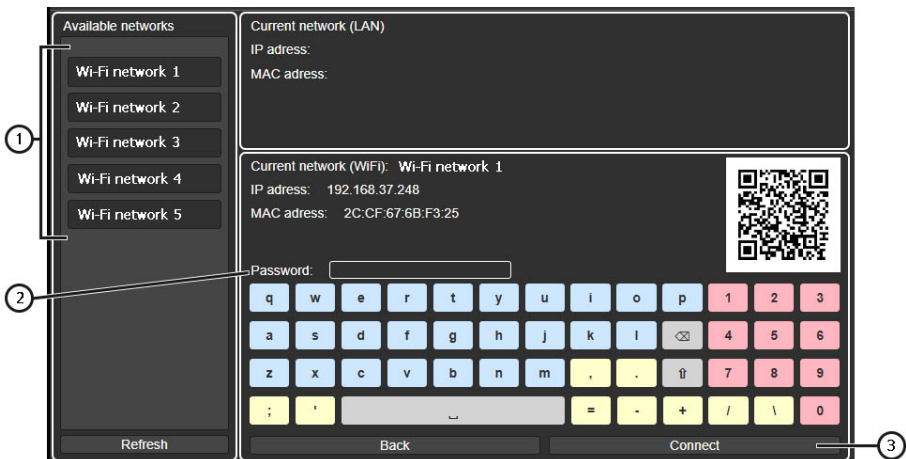 Available networks
Wi-Fi network 1
Wi-Fi network 2
Wi-Fi network 3
Wi-Fi network 4
Wi-Fi network 5
Refresh
1
2
Current network (LAN)
IP adress:
MAC adress:
Current network (WiFi): Wi-Fi network 1
IP adress: 192.168.37.248
MAC adress: 2C:CF:67:6B:F3:25
Password:
q w e r t y u i o p 1 2 3
a s d f g h j k l ⌫ 4 5 6
z x c v b n m , . ⇧ 7 8 9
; ' ⎵ = - + / \ 0
Back Connect
3